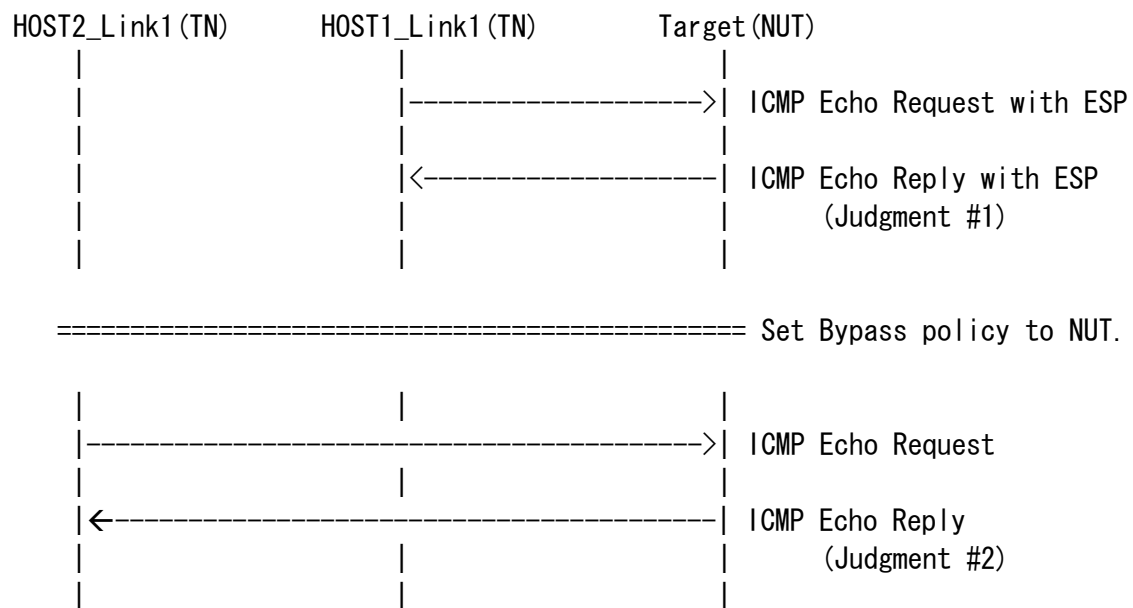 HOST2_Link1(TN) HOST1_Link1(TN) Target(NUT)
| | |
| |-------------------->| ICMP Echo Request with ESP
| | |
| |<--------------------| ICMP Echo Reply with ESP
| | | (Judgment #1)
| | |
=============================================== Set Bypass policy to NUT.
| | |
|------------------------------------------>| ICMP Echo Request
| | |
|←-----------------------------------------| ICMP Echo Reply
| | | (Judgment #2)
| | |